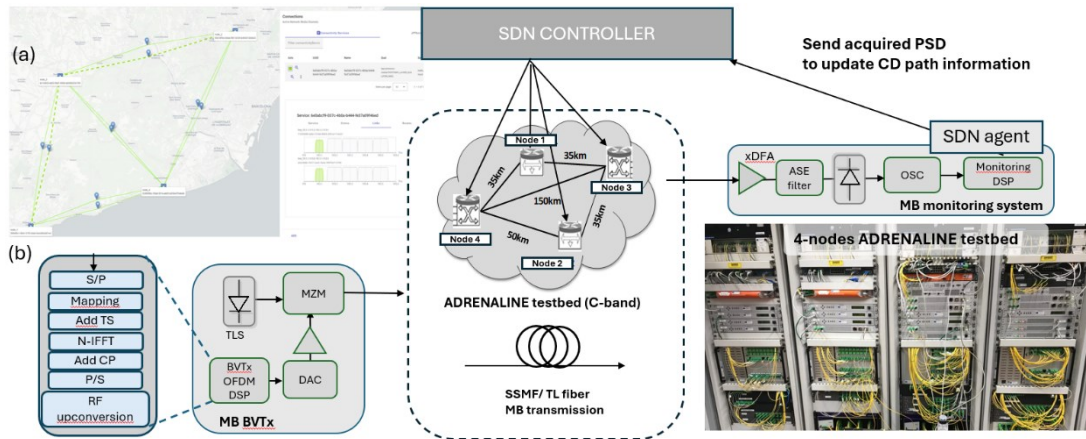 (a)
Connections
SDN CONTROLLER
Send acquired PSD
to update CD path information
SDN agent
Node 1
35km
35km
Node 3
150km
35km
Node 4
50km
Node 2
ADRENALINE testbed (C-band)
SSMF/ TL fiber
MB transmission
xDFA
ASE
filter
OSC
Monitoring
DSP
MB monitoring system
4-nodes ADRENALINE testbed
(b)
S/P
Mapping
Add TS
N-IFFT
Add CP
P/S
RF
upconversion
TLS
MZM
BVTx
OFDM
DSP
DAC
MB BVTx